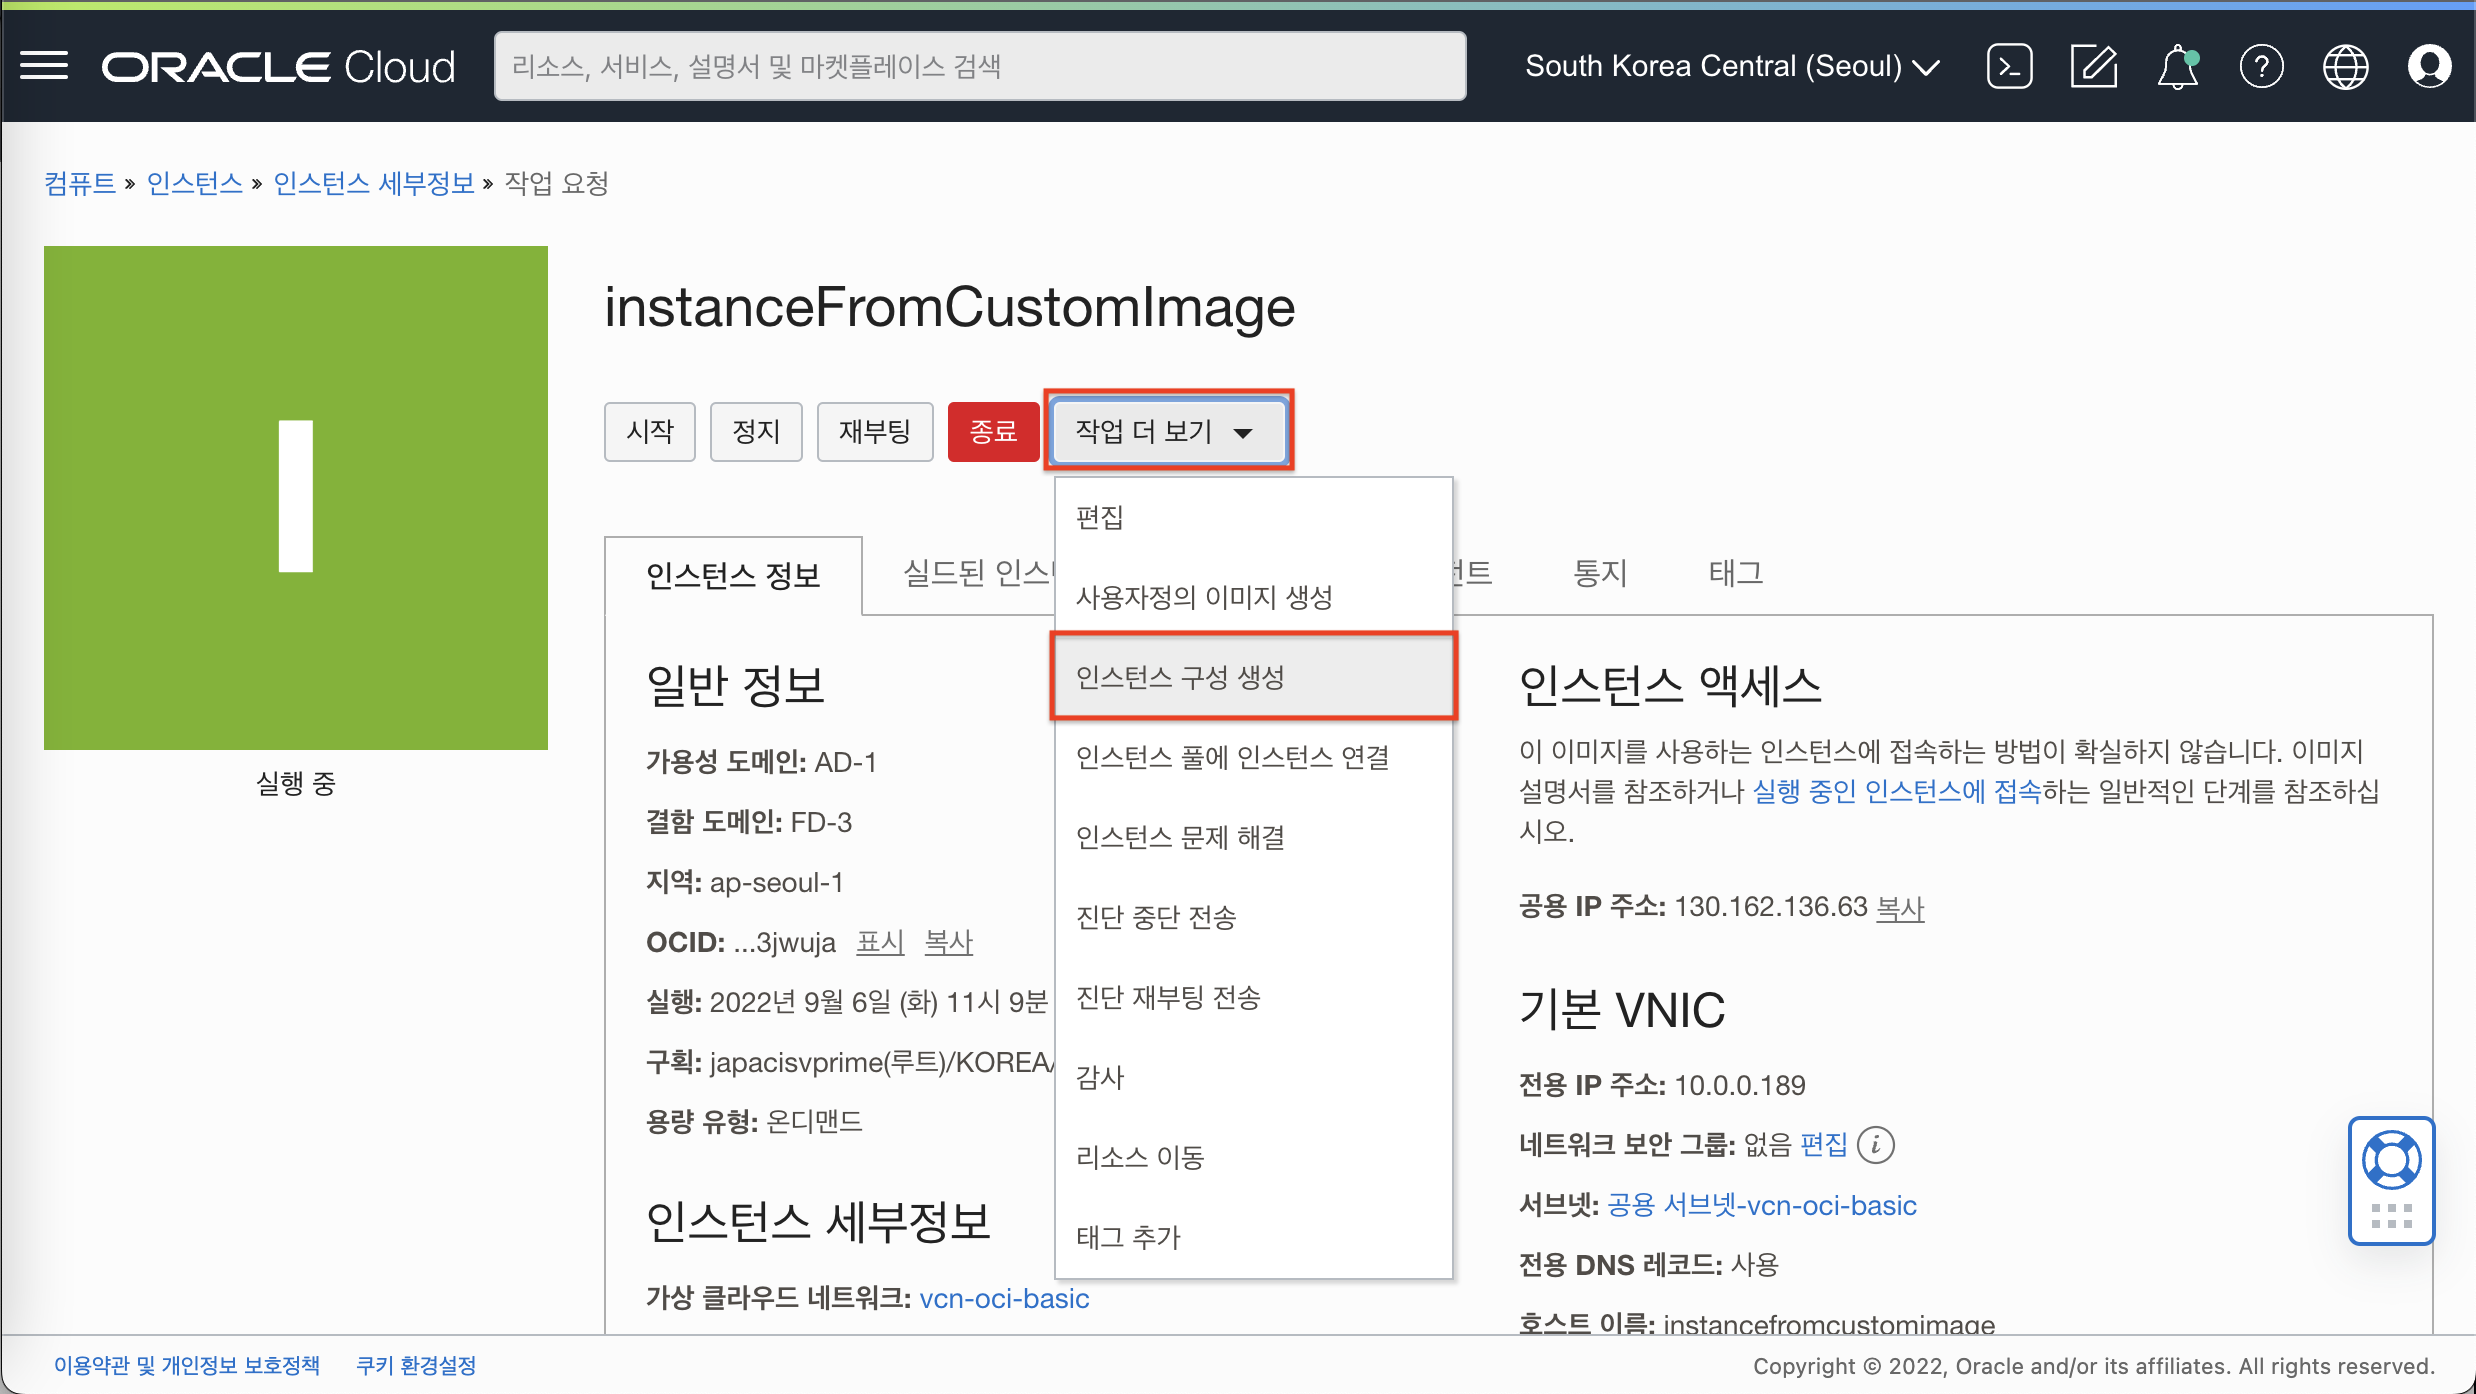 ORACLE Cloud
리소스, 서비스, 설명서 및 마켓플레이스 검색
South Korea Central (Seoul)
컴퓨트 » 인스턴스 » 인스턴스 세부정보 » 작업 요청
instanceFromCustomImage
시작 정지 재부팅 종료 작업 더 보기
실행 중
편집
사용자정의 이미지 생성
인스턴스 구성 생성
인스턴스 풀에 인스턴스 연결
인스턴스 문제 해결
진단 중단 전송
진단 재부팅 전송
감사
리소스 이동
태그 추가
인스턴스 정보 실드된 통지 태그
일반 정보
가용성 도메인: AD-1
결함 도메인: FD-3
지역: ap-seoul-1
OCID: ...3jwuja 표시 복사
실행: 2022년 9월 6일 (화) 11시 9분
구획: japacisvprime(루트)/KOREA/
용량 유형: 온디맨드
인스턴스 세부정보
가상 클라우드 네트워크: vcn-oci-basic
인스턴스 액세스
이 이미지를 사용하는 인스턴스에 접속하는 방법이 확실하지 않습니다. 이미지
설명서를 참조하거나 실행 중인 인스턴스에 접속하는 일반적인 단계를 참조하십
시오.
공용 IP 주소: 130.162.136.63 복사
기본 VNIC
전용 IP 주소: 10.0.0.189
네트워크 보안 그룹: 없음 편집
서브넷: 공용 서브넷-vcn-oci-basic
전용 DNS 레코드: 사용
호스트 이름: instancefromcustomimage
이용약관 및 개인정보 보호정책 쿠키 환경설정
Copyright © 2022, Oracle and/or its affiliates. All rights reserved.